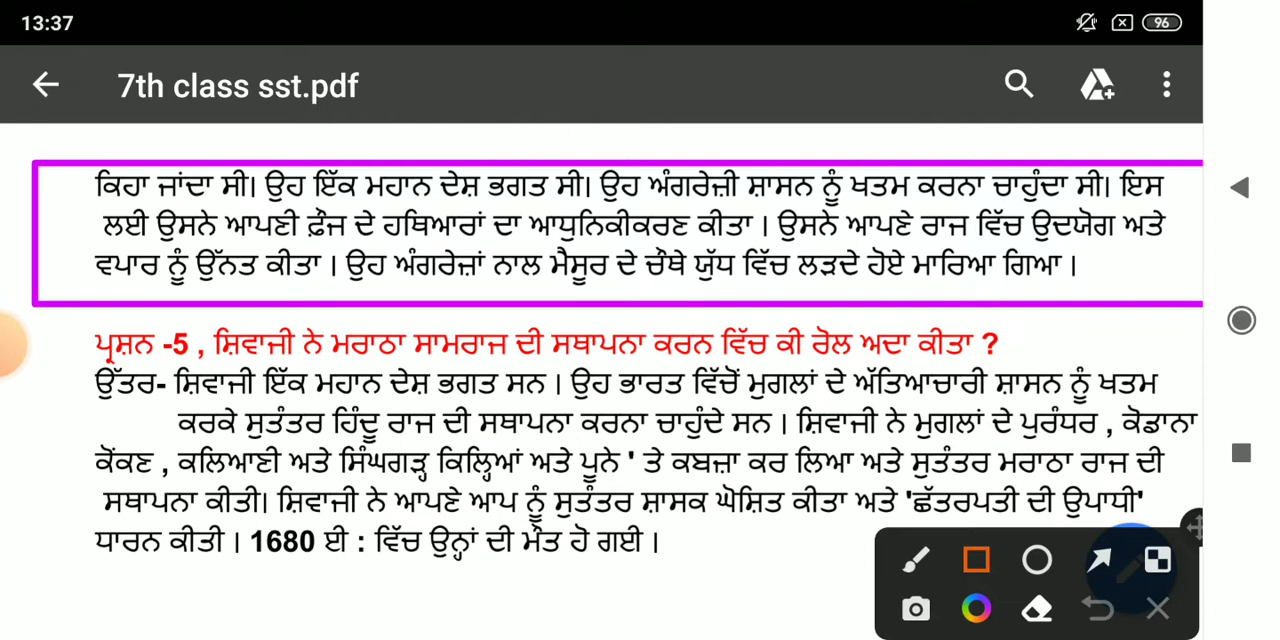 13:37
96
7th class sst.pdf
ਕਿਹਾ ਜਾਂਦਾ ਸੀ। ਉਹ ਇੱਕ ਮਹਾਨ ਦੇਸ਼ ਭਗਤ ਸੀ। ਉਹ ਅੰਗਰੇਜ਼ੀ ਸ਼ਾਸਨ ਨੂੰ ਖਤਮ ਕਰਨਾ ਚਾਹੁੰਦਾ ਸੀ। ਇਸ
ਲਈ ਉਸਨੇ ਆਪਣੀ ਫ਼ੌਜ ਦੇ ਹਥਿਆਰਾਂ ਦਾ ਆਧੁਨਿਕੀਕਰਣ ਕੀਤਾ । ਉਸਨੇ ਆਪਣੇ ਰਾਜ ਵਿੱਚ ਉਦਯੋਗ ਅਤੇ
ਵਪਾਰ ਨੂੰ ਉੱਨਤ ਕੀਤਾ । ਉਹ ਅੰਗਰੇਜ਼ਾਂ ਨਾਲ ਮੈਸੂਰ ਦੇ ਚੌਥੇ ਯੁੱਧ ਵਿੱਚ ਲੜਦੇ ਹੋਏ ਮਾਰਿਆ ਗਿਆ ।
ਪ੍ਰਸ਼ਨ -5 , ਸ਼ਿਵਾਜੀ ਨੇ ਮਰਾਠਾ ਸਾਮਰਾਜ ਦੀ ਸਥਾਪਨਾ ਕਰਨ ਵਿੱਚ ਕੀ ਰੋਲ ਅਦਾ ਕੀਤਾ ?
ਉੱਤਰ- ਸ਼ਿਵਾਜੀ ਇੱਕ ਮਹਾਨ ਦੇਸ਼ ਭਗਤ ਸਨ । ਉਹ ਭਾਰਤ ਵਿੱਚੋਂ ਮੁਗਲਾਂ ਦੇ ਅੱਤਿਆਚਾਰੀ ਸ਼ਾਸਨ ਨੂੰ ਖਤਮ
ਕਰਕੇ ਸੁਤੰਤਰ ਹਿੰਦੂ ਰਾਜ ਦੀ ਸਥਾਪਨਾ ਕਰਨਾ ਚਾਹੁੰਦੇ ਸਨ । ਸ਼ਿਵਾਜੀ ਨੇ ਮੁਗਲਾਂ ਦੇ ਪੁਰੰਧਰ , ਕੋਡਾਨਾ
ਕੋਂਕਣ , ਕਲਿਆਣੀ ਅਤੇ ਸਿੰਘਗੜ੍ਹ ਕਿਲ੍ਹਿਆਂ ਅਤੇ ਪੂਨੇ ' ਤੇ ਕਬਜ਼ਾ ਕਰ ਲਿਆ ਅਤੇ ਸੁਤੰਤਰ ਮਰਾਠਾ ਰਾਜ ਦੀ
ਸਥਾਪਨਾ ਕੀਤੀ। ਸ਼ਿਵਾਜੀ ਨੇ ਆਪਣੇ ਆਪ ਨੂੰ ਸੁਤੰਤਰ ਸ਼ਾਸਕ ਘੋਸ਼ਿਤ ਕੀਤਾ ਅਤੇ 'ਛੱਤਰਪਤੀ ਦੀ ਉਪਾਧੀ'
ਧਾਰਨ ਕੀਤੀ । 1680 ਈ : ਵਿੱਚ ਉਨ੍ਹਾਂ ਦੀ ਮੌਤ ਹੋ ਗਈ ।